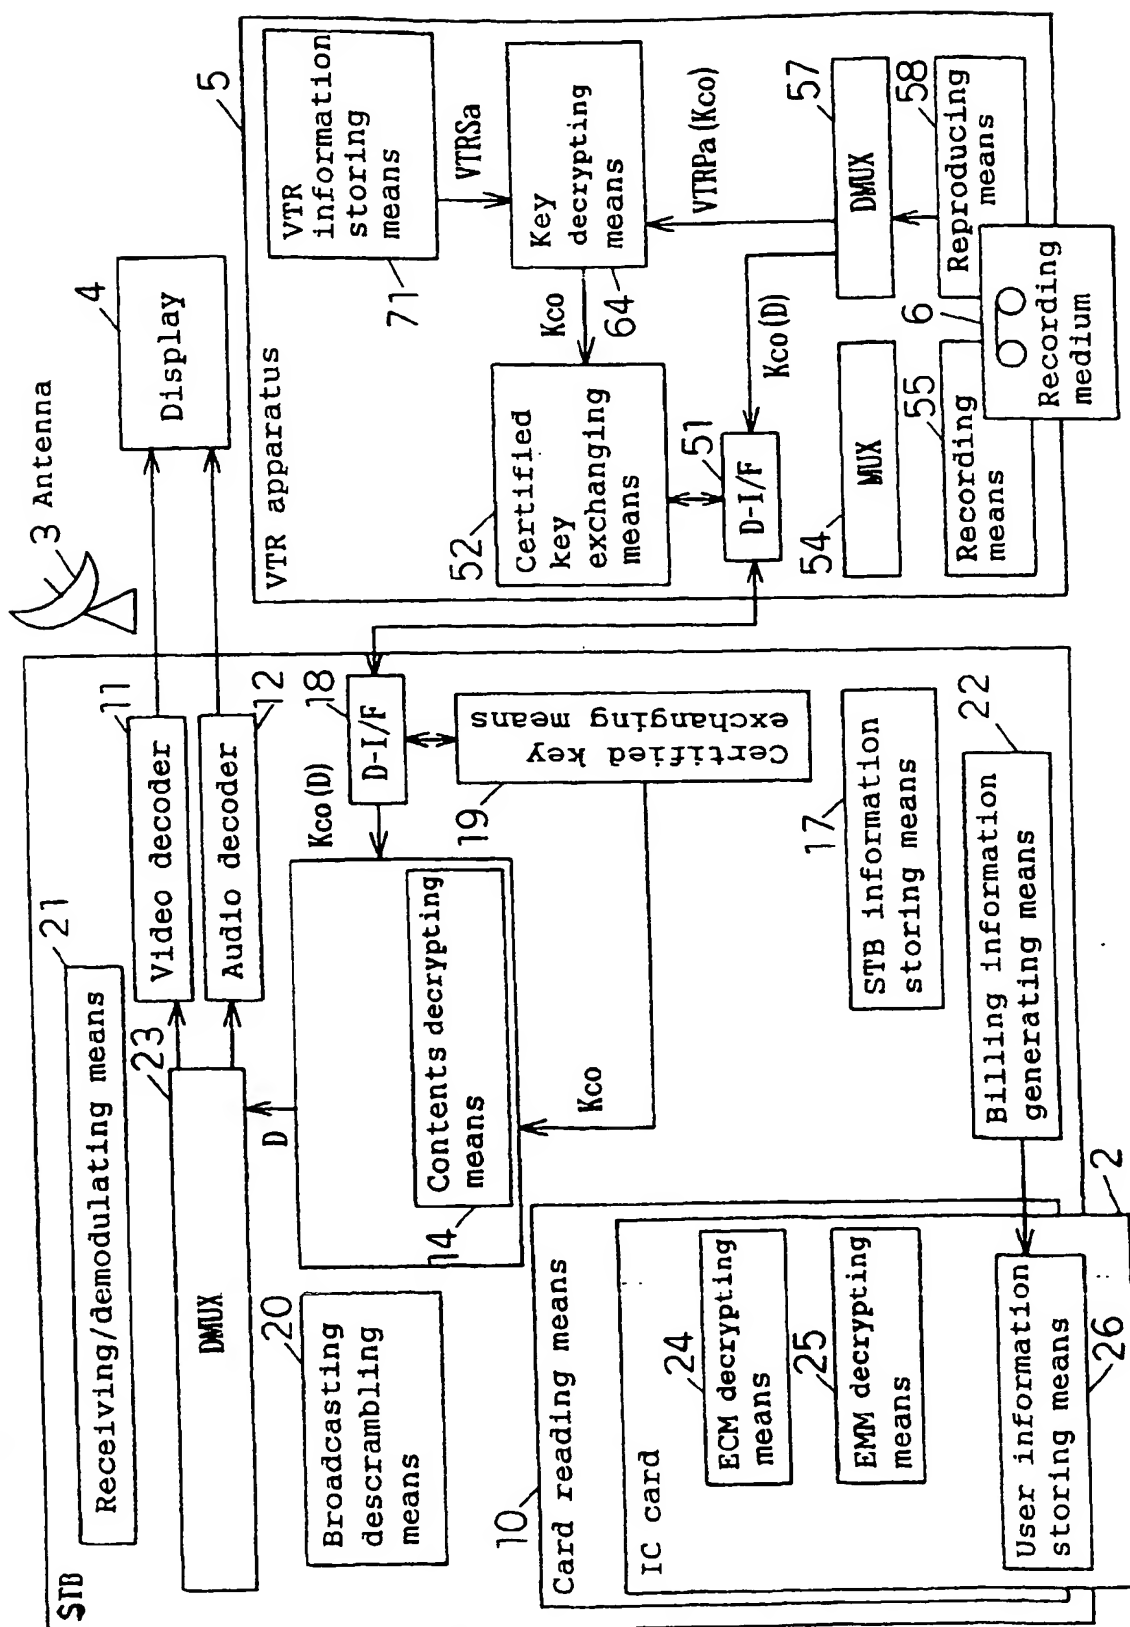 STB
21
Receiving/demodulating means
23
DMUX
11
Video decoder
12
Audio decoder
3 Antenna
4
Display
20
Broadcasting
descrambling
means
D
14
Contents decrypting
means
Kco(D)
18
D-I/F
19
Certified key
exchanging means
Kco
10
Card reading means
IC card
2
24
ECM decrypting
means
25
EMM decrypting
means
26
User information
storing means
17
STB information
storing means
22
Billing information
generating means
5
VTR apparatus
71
VTR
information
storing
means
VTRSa
52
Certified
key
exchanging
means
Kco
64
Key
decrypting
means
VTRPa(Kco)
51
D-I/F
Kco(D)
54
MUX
57
DMUX
55
Recording
means
58
Reproducing
means
6
Recording
medium